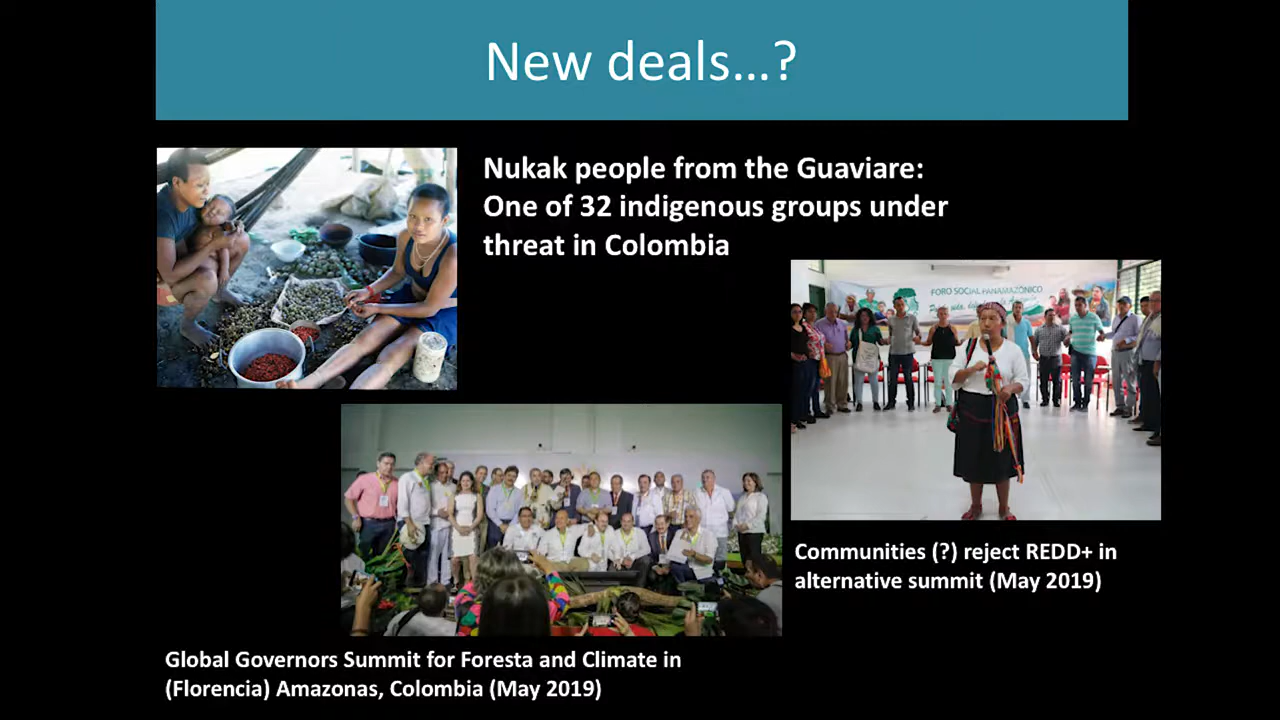 New deals...?
Nukak people from the Guaviare:
One of 32 indigenous groups under
threat in Colombia
FORO SOCIAL PANAMAZÓNICO
Communities (?) reject REDD+ in
alternative summit (May 2019)
Global Governors Summit for Foresta and Climate in
(Florencia) Amazonas, Colombia (May 2019)